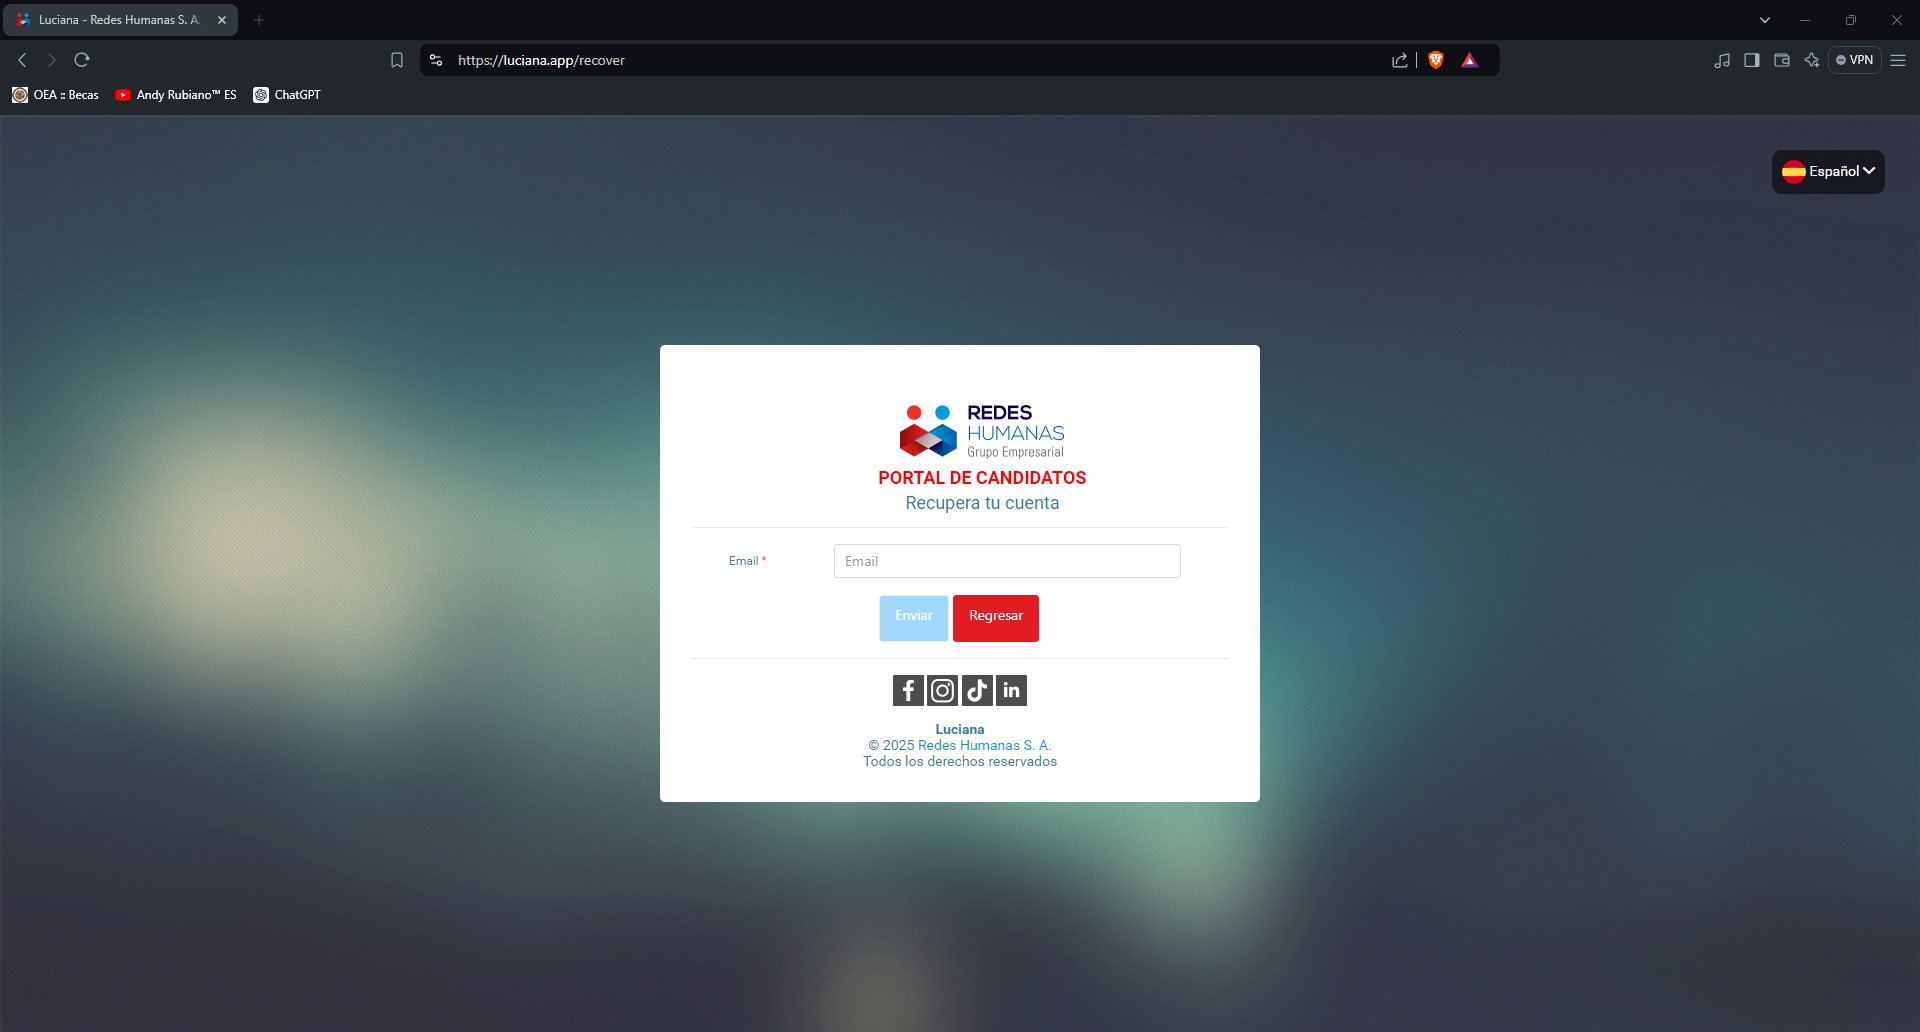 Luciana - Redes Humanas S. A.
https://luciana.app/recover
VPN
OEA :: Becas
Andy Rubiano™ ES
ChatGPT
Español
REDES
HUMANAS
Grupo Empresarial
PORTAL DE CANDIDATOS
Recupera tu cuenta
Email *
Email
Enviar
Regresar
Luciana
© 2025 Redes Humanas S. A.
Todos los derechos reservados